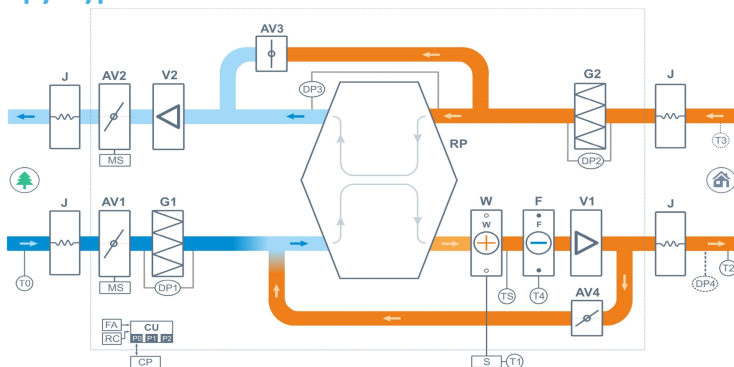 AV3
J AV2 V2 G2 J
DP3
MS
RP
DP2
T3
J AV1 G1 W F V1 J
W F
T0
MS
DP1
TS
T4
DP4
T2
AV4
FA
RC
CU
P0 P1 P2
CP
S
T1